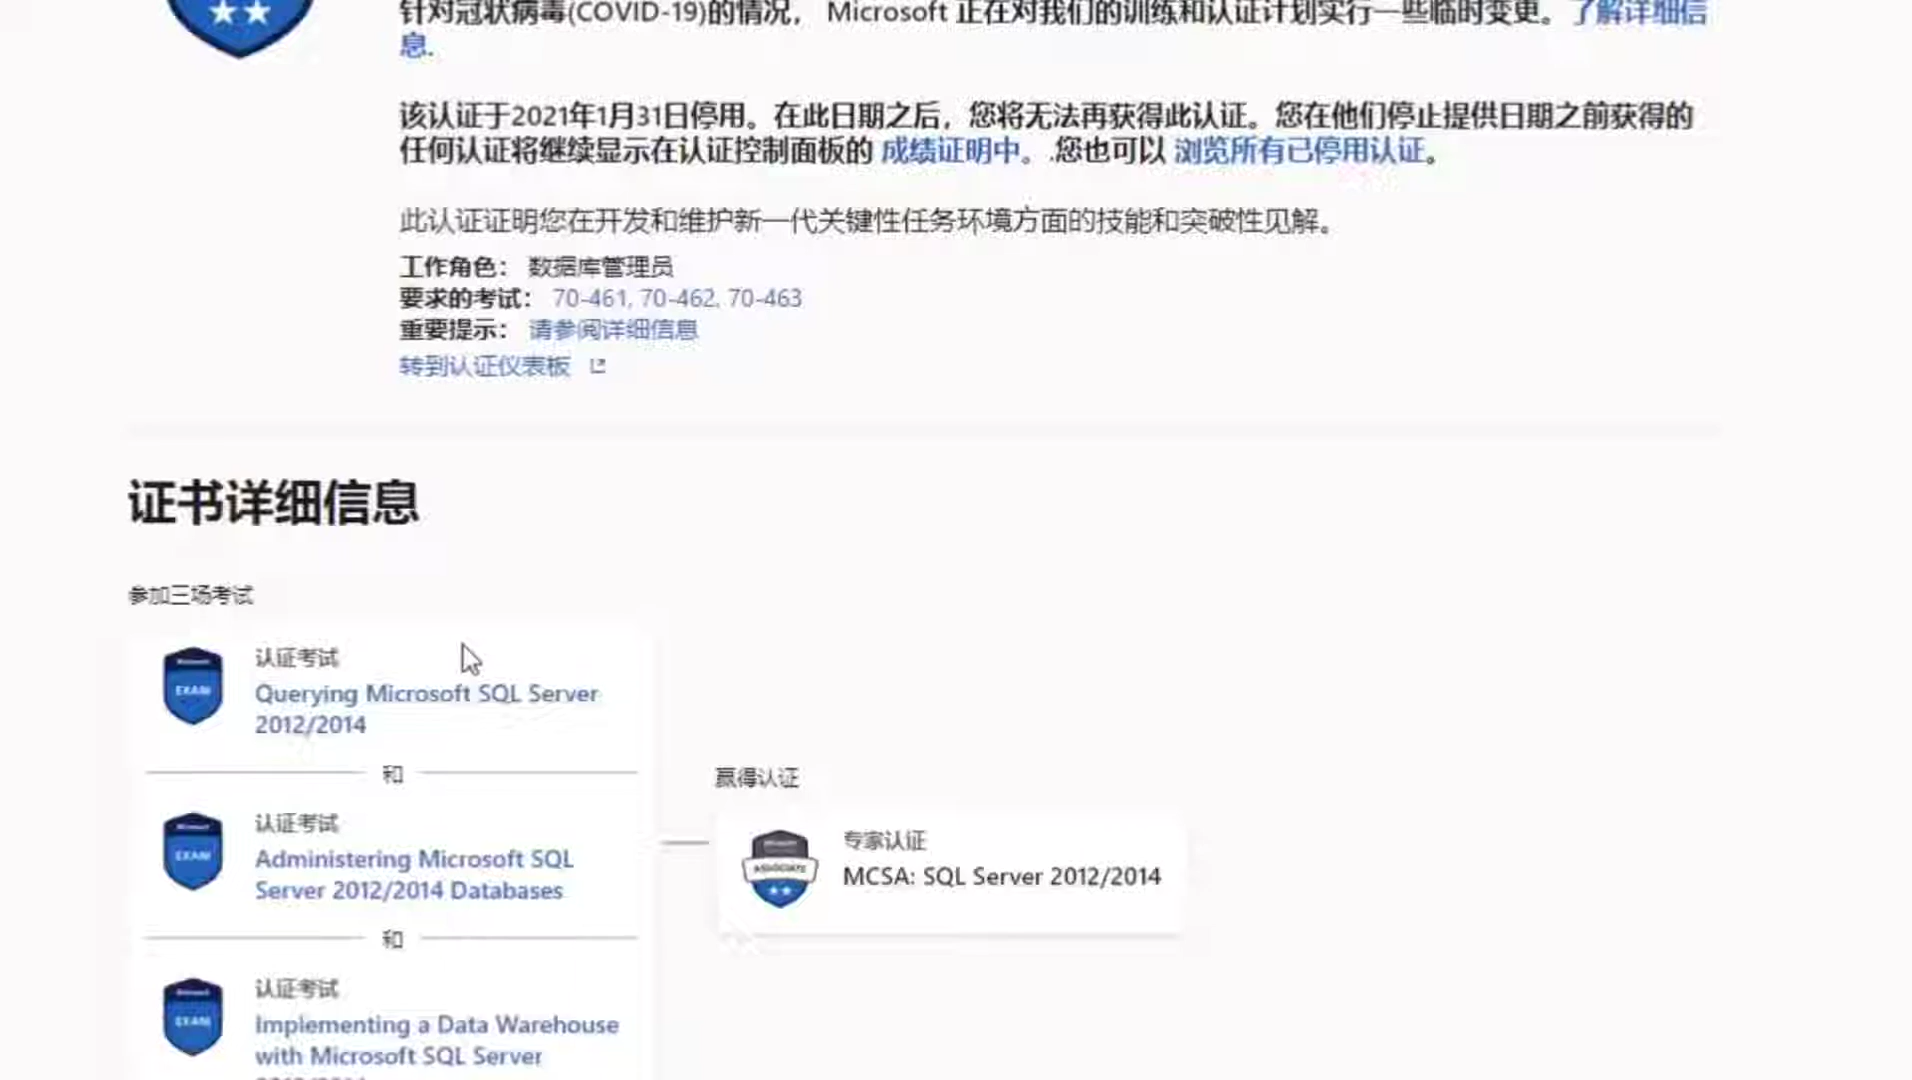 针对冠状病毒(COVID-19)的情况， Microsoft 正在对我们的训练和认证计划实行一些临时变更。了解详细信
息.
该认证于2021年1月31日停用。在此日期之后，您将无法再获得此认证。您在他们停止提供日期之前获得的
任何认证将继续显示在认证控制面板的 成绩证明中。.您也可以 浏览所有已停用认证。
此认证证明您在开发和维护新一代关键性任务环境方面的技能和突破性见解。
工作角色： 数据库管理员
要求的考试： 70-461, 70-462, 70-463
重要提示： 请参阅详细信息
转到认证仪表板
证书详细信息
参加三场考试
认证考试
EXAM
Querying Microsoft SQL Server
2012/2014
和
认证考试
EXAM
Administering Microsoft SQL
Server 2012/2014 Databases
和
认证考试
EXAM
Implementing a Data Warehouse
with Microsoft SQL Server
赢得认证
专家认证
ASSOCIATE
MCSA: SQL Server 2012/2014